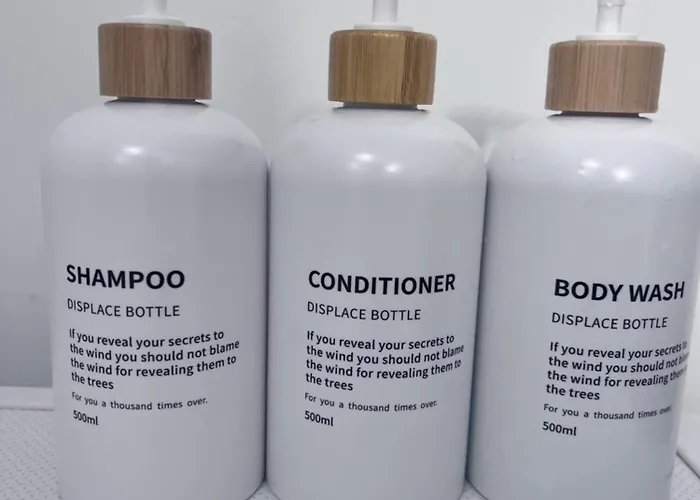 SHAMPOO
DISPLACE BOTTLE
If you reveal your secrets to
the wind you should not blame
the wind for revealing them to
the trees
For you a thousand times over.
500ml
CONDITIONER
DISPLACE BOTTLE
If you reveal your secrets to
the wind you should not blame
the wind for revealing them to
the trees
For you a thousand times over.
500ml
BODY WASH
DISPLACE BOTTLE
If you reveal your secrets to
the wind you should not blame
the wind for revealing them to
the trees
For you a thousand times over.
500ml